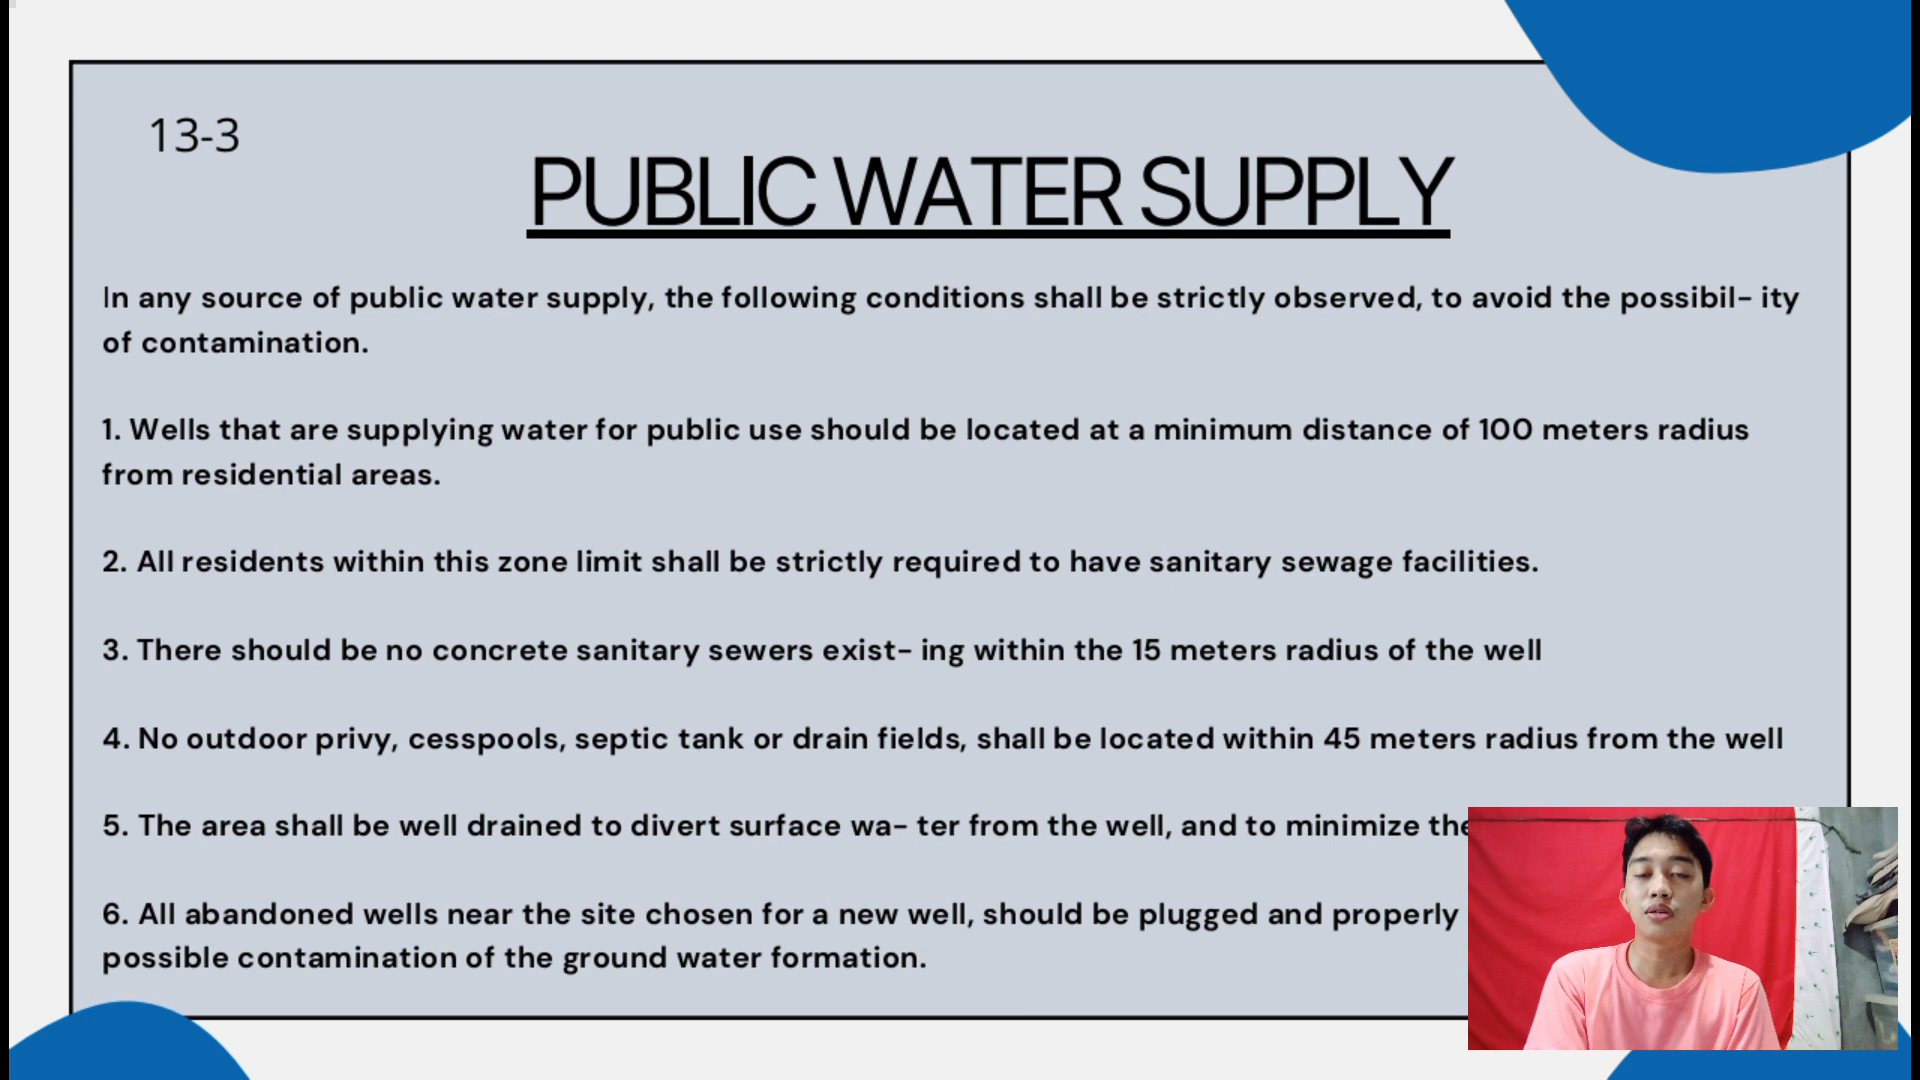 13-3
PUBLIC WATER SUPPLY
In any source of public water supply, the following conditions shall be strictly observed, to avoid the possibil- ity
of contamination.
1. Wells that are supplying water for public use should be located at a minimum distance of 100 meters radius
from residential areas.
2. All residents within this zone limit shall be strictly required to have sanitary sewage facilities.
3. There should be no concrete sanitary sewers exist- ing within the 15 meters radius of the well
4. No outdoor privy, cesspools, septic tank or drain fields, shall be located within 45 meters radius from the well
5. The area shall be well drained to divert surface wa- ter from the well, and to minimize the
6. All abandoned wells near the site chosen for a new well, should be plugged and properly
possible contamination of the ground water formation.